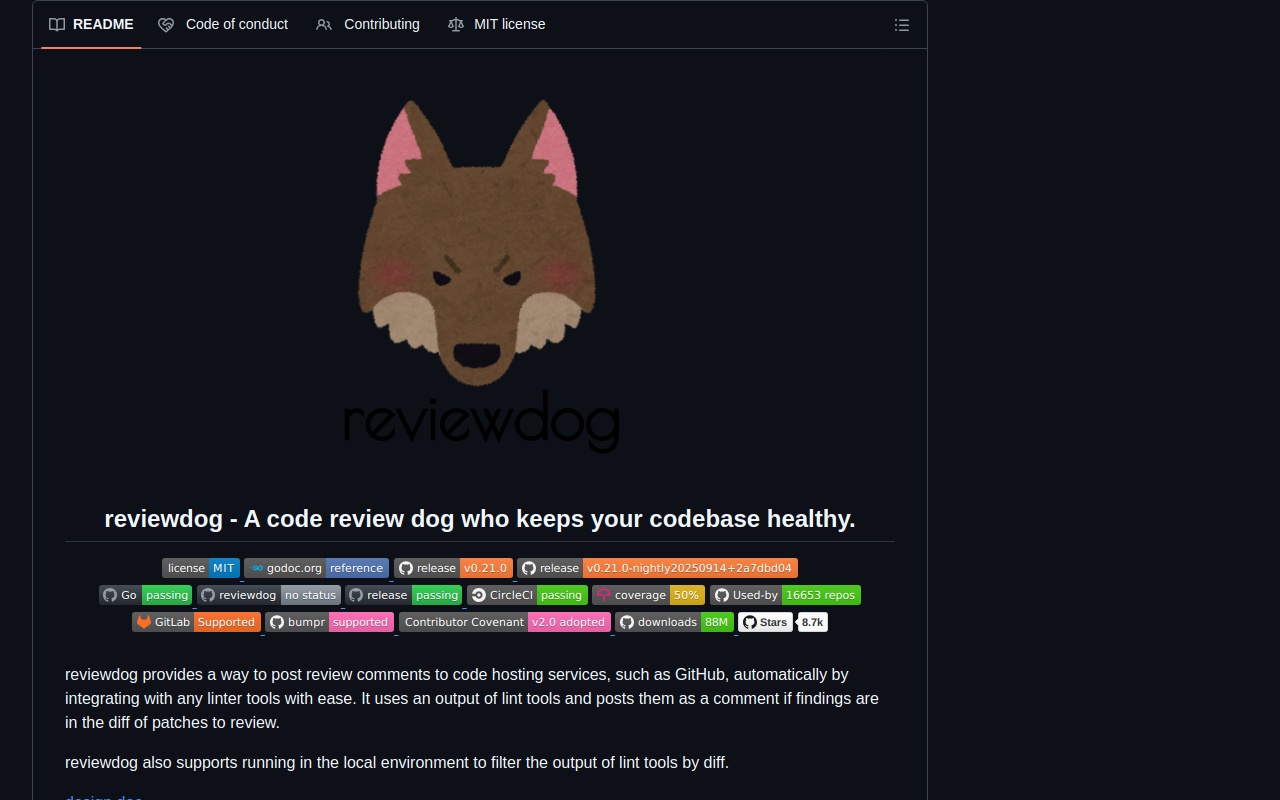 README Code of conduct Contributing MIT license
reviewdog
reviewdog - A code review dog who keeps your codebase healthy.
license MIT godoc.org reference release v0.21.0 release v0.21.0-nightly20250914+2a7dbd04
Go passing reviewdog no status release passing CircleCI passing coverage 50% Used-by 16653 repos
GitLab Supported bumpr supported Contributor Covenant v2.0 adopted downloads 88M Stars 8.7k
reviewdog provides a way to post review comments to code hosting services, such as GitHub, automatically by
integrating with any linter tools with ease. It uses an output of lint tools and posts them as a comment if findings are
in the diff of patches to review.
reviewdog also supports running in the local environment to filter the output of lint tools by diff.
design doc